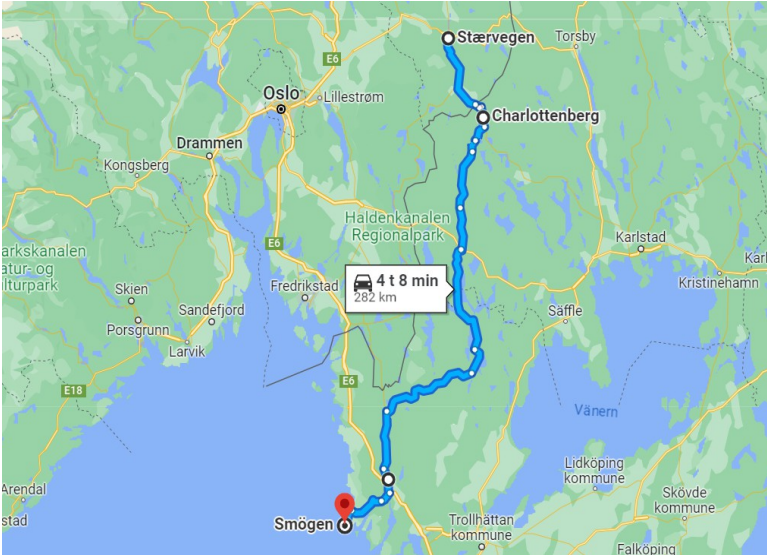 Stærvegen
Torsby
E6
Oslo
Lillestrøm
Charlottenberg
Drammen
Kongsberg
Haldenkanalen
Regionalpark
arkskanalen
atur- og
lturpark
E6
Karlstad
Karl
Kristinehamn
4 t 8 min
282 km
Skien
Fredrikstad
Sandefjord
Porsgrunn
Säffle
Larvik
E18
E6
Vänern
Lidköping
kommune
Arendal
stad
Skövde
kommune
Smögen
Trollhättan
kommune
Falköping